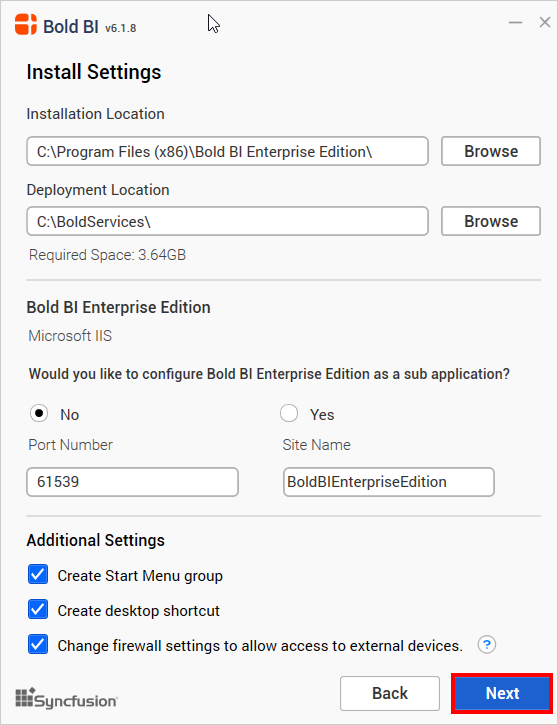 Bold BI v6.1.8
Install Settings
Installation Location
C:\Program Files (x86)\Bold BI Enterprise Edition\
Browse
Deployment Location
C:\BoldServices\
Browse
Required Space: 3.64GB
Bold BI Enterprise Edition
Microsoft IIS
Would you like to configure Bold BI Enterprise Edition as a sub application?
No
Yes
Port Number
Site Name
61539
BoldBIEnterpriseEdition
Additional Settings
Create Start Menu group
Create desktop shortcut
Change firewall settings to allow access to external devices. ?
Syncfusion
Back
Next